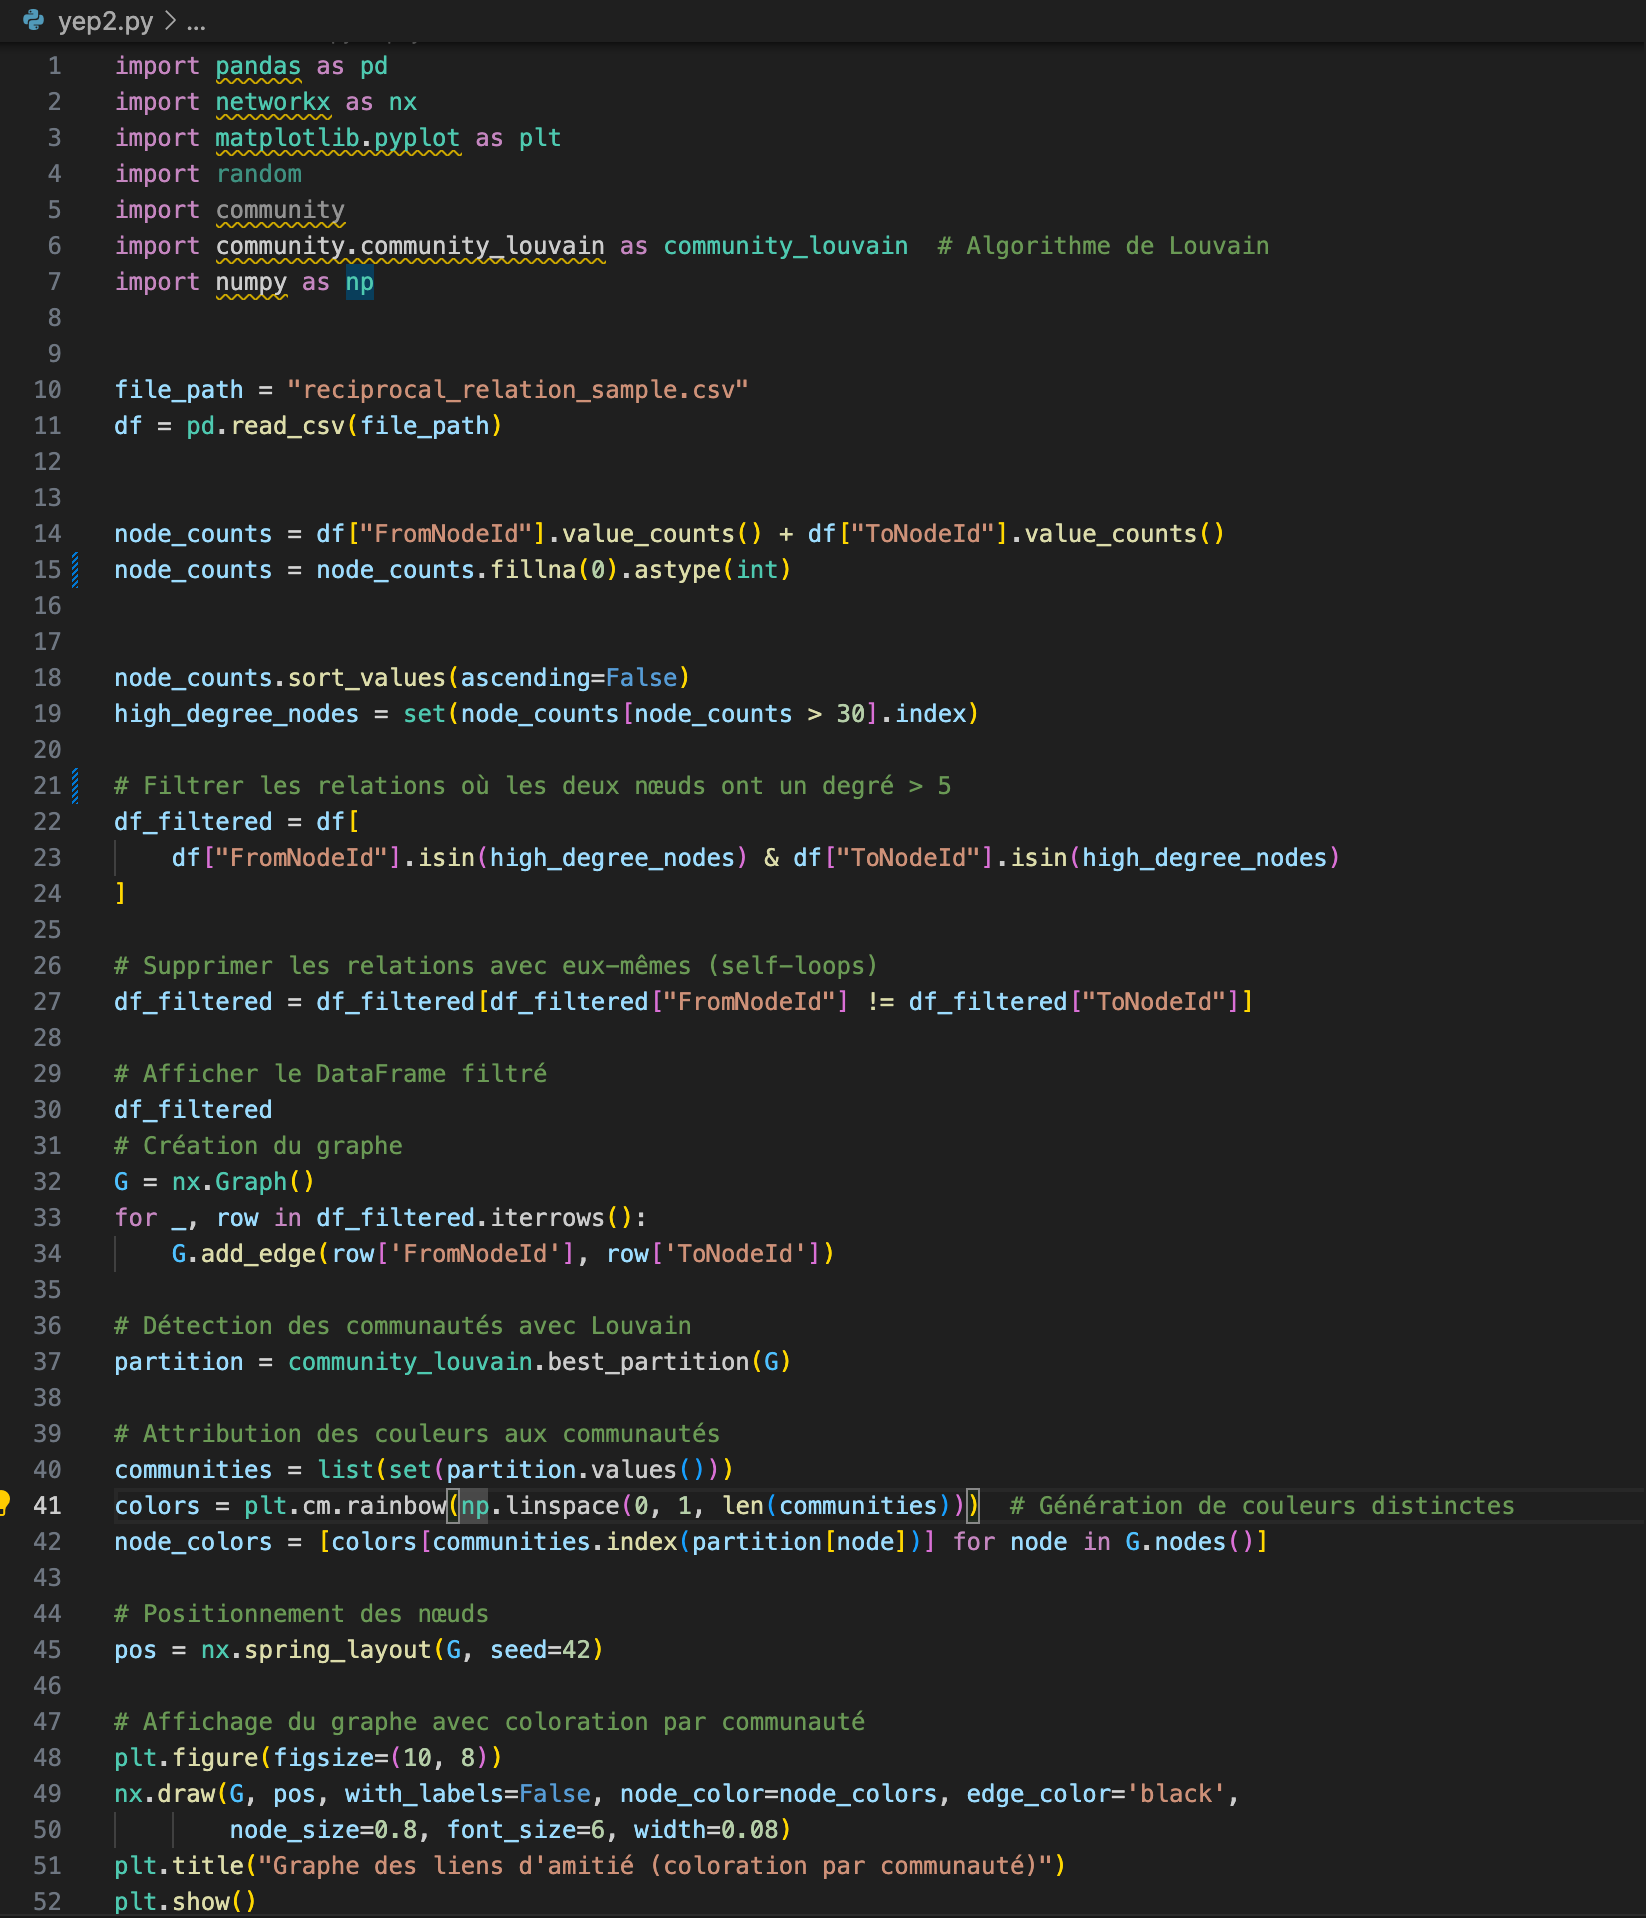 yep2.py > ...
1 import pandas as pd
2 import networkx as nx
3 import matplotlib.pyplot as plt
4 import random
5 import community
6 import community.community_louvain as community_louvain  # Algorithme de Louvain
7 import numpy as np
8
9
10 file_path = "reciprocal_relation_sample.csv"
11 df = pd.read_csv(file_path)
12
13
14 node_counts = df["FromNodeId"].value_counts() + df["ToNodeId"].value_counts()
15 node_counts = node_counts.fillna(0).astype(int)
16
17
18 node_counts.sort_values(ascending=False)
19 high_degree_nodes = set(node_counts[node_counts > 30].index)
20
21 # Filtrer les relations où les deux nœuds ont un degré > 5
22 df_filtered = df[
23     df["FromNodeId"].isin(high_degree_nodes) & df["ToNodeId"].isin(high_degree_nodes)
24 ]
25
26 # Supprimer les relations avec eux-mêmes (self-loops)
27 df_filtered = df_filtered[df_filtered["FromNodeId"] != df_filtered["ToNodeId"]]
28
29 # Afficher le DataFrame filtré
30 df_filtered
31 # Création du graphe
32 G = nx.Graph()
33 for _, row in df_filtered.iterrows():
34     G.add_edge(row['FromNodeId'], row['ToNodeId'])
35
36 # Détection des communautés avec Louvain
37 partition = community_louvain.best_partition(G)
38
39 # Attribution des couleurs aux communautés
40 communities = list(set(partition.values()))
41 colors = plt.cm.rainbow(np.linspace(0, 1, len(communities)))  # Génération de couleurs distinctes
42 node_colors = [colors[communities.index(partition[node])] for node in G.nodes()]
43
44 # Positionnement des nœuds
45 pos = nx.spring_layout(G, seed=42)
46
47 # Affichage du graphe avec coloration par communauté
48 plt.figure(figsize=(10, 8))
49 nx.draw(G, pos, with_labels=False, node_color=node_colors, edge_color='black',
50         node_size=0.8, font_size=6, width=0.08)
51 plt.title("Graphe des liens d'amitié (coloration par communauté)")
52 plt.show()